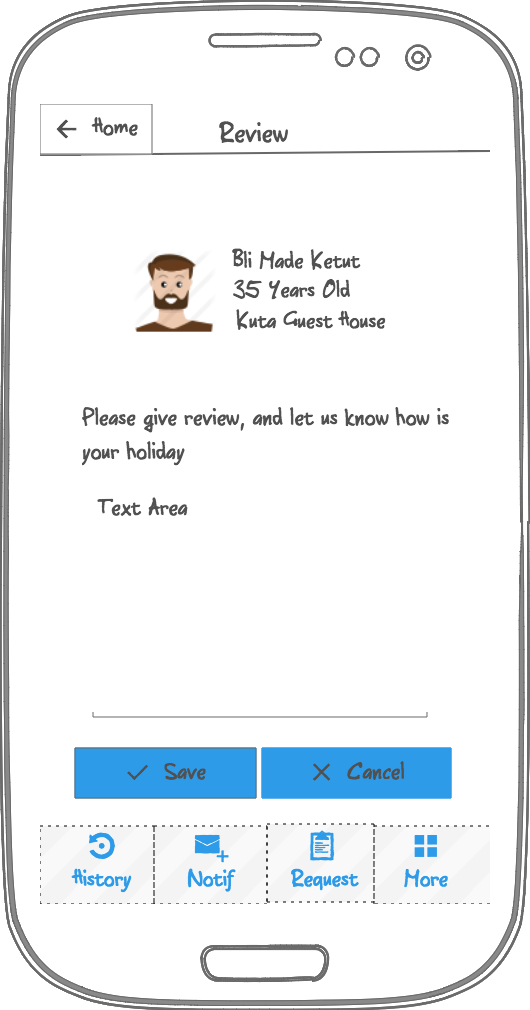 Home
Review
Bli Made Ketut
35 Years Old
Kuta Guest House
Please give review, and let us know how is
your holiday
Text Area
Save
Cancel
History
Notif
Request
More